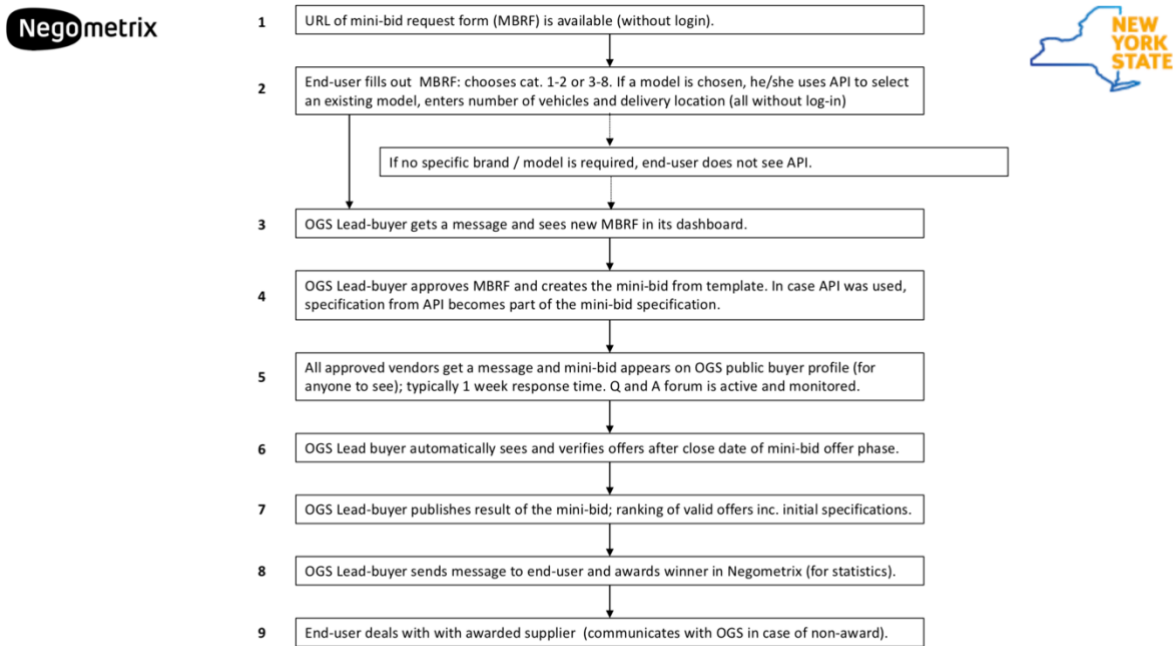 Negometrix
NEW
YORK
STATE
1 URL of mini-bid request form (MBRF) is available (without login).
2 End-user fills out MBRF: chooses cat. 1-2 or 3-8. If a model is chosen, he/she uses API to select
an existing model, enters number of vehicles and delivery location (all without log-in)
If no specific brand / model is required, end-user does not see API.
3 OGS Lead-buyer gets a message and sees new MBRF in its dashboard.
4 OGS Lead-buyer approves MBRF and creates the mini-bid from template. In case API was used,
specification from API becomes part of the mini-bid specification.
5 All approved vendors get a message and mini-bid appears on OGS public buyer profile (for
anyone to see); typically 1 week response time. Q and A forum is active and monitored.
6 OGS Lead buyer automatically sees and verifies offers after close date of mini-bid offer phase.
7 OGS Lead-buyer publishes result of the mini-bid; ranking of valid offers inc. initial specifications.
8 OGS Lead-buyer sends message to end-user and awards winner in Negometrix (for statistics).
9 End-user deals with with awarded supplier (communicates with OGS in case of non-award).